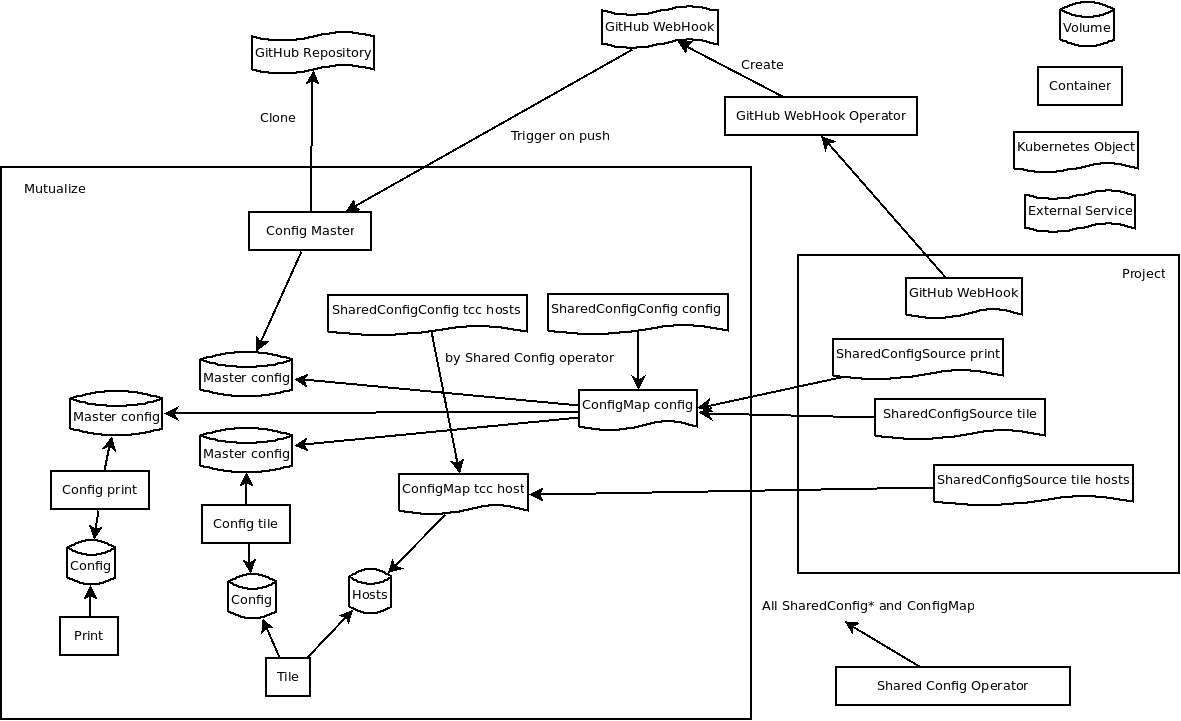 GitHub WebHook
Volume
GitHub Repository
Create
Container
Clone
GitHub WebHook Operator
Trigger on push
Kubernetes Object
Mutualize
External Service
Config Master
Project
GitHub WebHook
SharedConfigConfig tcc hosts
SharedConfigConfig config
by Shared Config operator
SharedConfigSource print
Master config
ConfigMap config
Master config
SharedConfigSource tile
Master config
Config print
ConfigMap tcc host
SharedConfigSource tile hosts
Config tile
Config
Config
Hosts
All SharedConfig* and ConfigMap
Print
Tile
Shared Config Operator